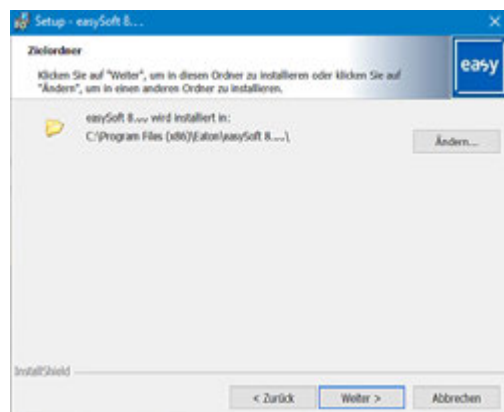 Setup - easySoft 8....
Zielordner
Klicken Sie auf "Weiter", um in diesen Ordner zu installieren oder klicken Sie auf
"Ändern", um in einen anderen Ordner zu installieren.
easy
easySoft 8.... wird installiert in:
C:\Program Files (x86)\Eaton\easySoft 8....\
Ändern...
InstallShield
< Zurück
Weiter >
Abbrechen